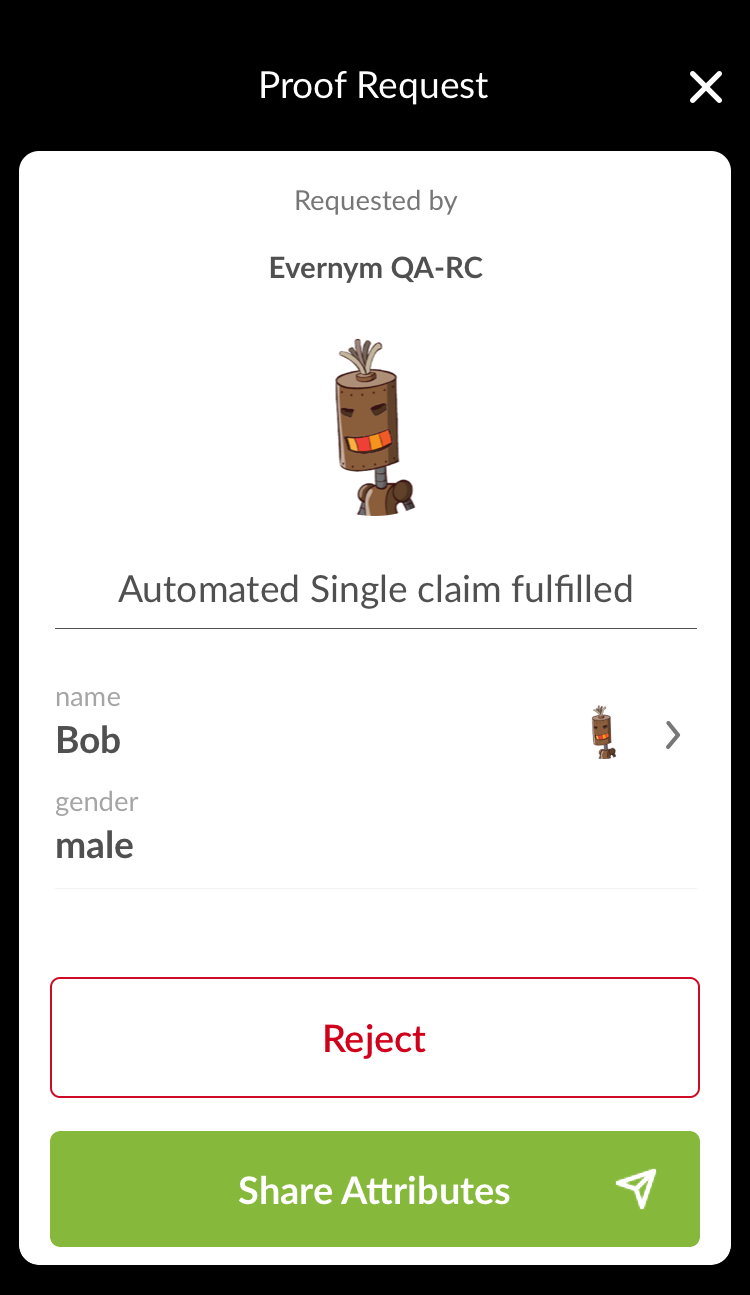 Proof Request
Requested by
Evernym QA-RC
Automated Single claim fulfilled
name
Bob
gender
male
Reject
Share Attributes